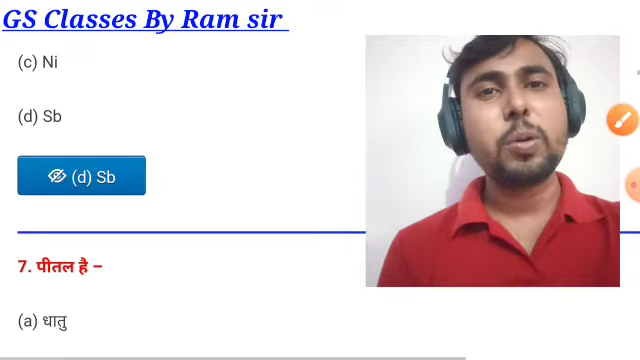 GS Classes By Ram sir
(c) Ni
(d) Sb
(d) Sb
7. पीतल है –
(a) धातु